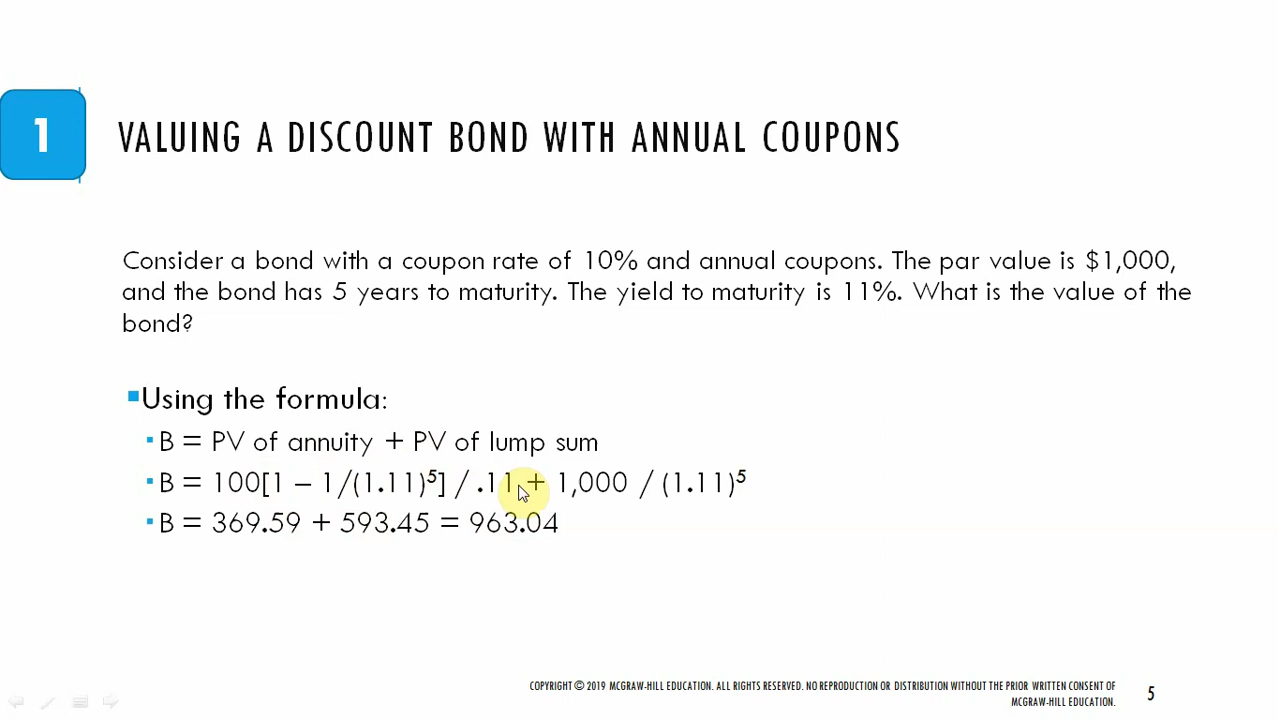 1
VALUING A DISCOUNT BOND WITH ANNUAL COUPONS
Consider a bond with a coupon rate of 10% and annual coupons. The par value is $1,000,
and the bond has 5 years to maturity. The yield to maturity is 11%. What is the value of the
bond?
▪Using the formula:
▪B = PV of annuity + PV of lump sum
▪B = 100[1 – 1/(1.11)⁵] / .11 + 1,000 / (1.11)⁵
▪B = 369.59 + 593.45 = 963.04
COPYRIGHT © 2019 MCGRAW-HILL EDUCATION. ALL RIGHTS RESERVED. NO REPRODUCTION OR DISTRIBUTION WITHOUT THE PRIOR WRITTEN CONSENT OF
MCGRAW-HILL EDUCATION.
5